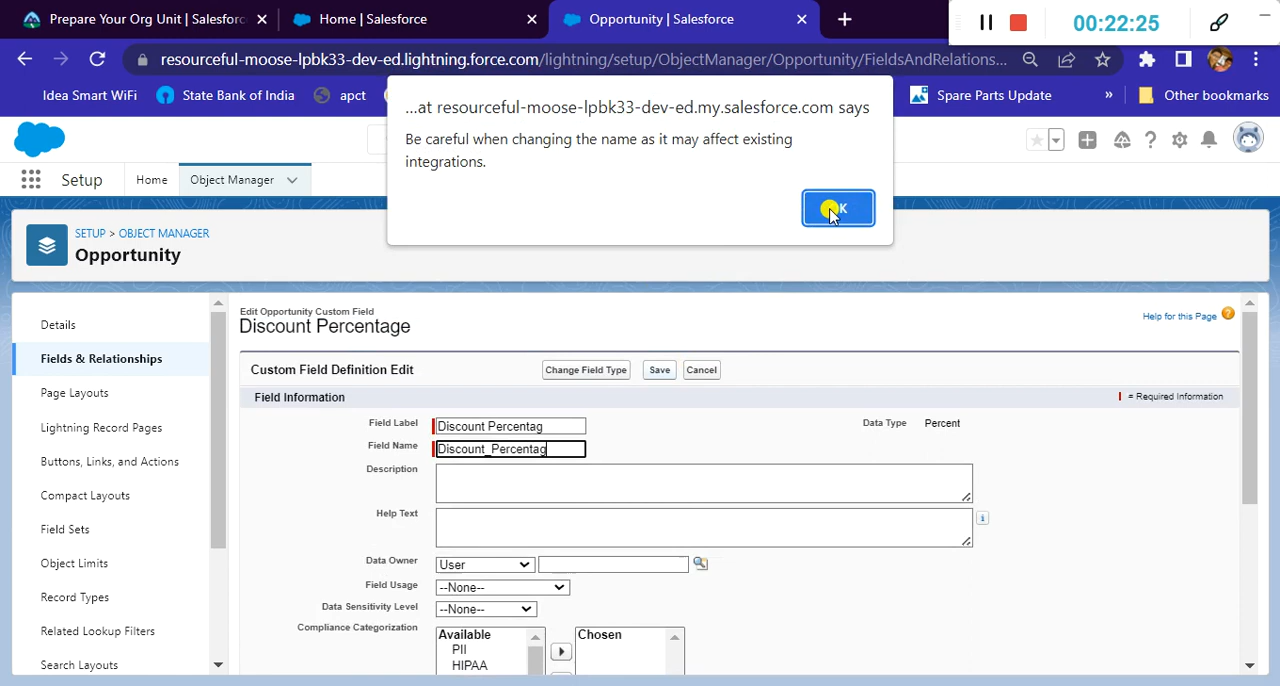 Prepare Your Org Unit | Salesforc
Home | Salesforce
Opportunity | Salesforce
00:22:25
resourceful-moose-lpbk33-dev-ed.lightning.force.com/lightning/setup/ObjectManager/Opportunity/FieldsAndRelations...
Idea Smart WiFi
State Bank of India
apct
Spare Parts Update
»
Other bookmarks
...at resourceful-moose-lpbk33-dev-ed.my.salesforce.com says
Be careful when changing the name as it may affect existing
integrations.
Setup
Home
Object Manager
SETUP > OBJECT MANAGER
Opportunity
Details
Fields & Relationships
Page Layouts
Lightning Record Pages
Buttons, Links, and Actions
Compact Layouts
Field Sets
Object Limits
Record Types
Related Lookup Filters
Search Layouts
Edit Opportunity Custom Field
Discount Percentage
Help for this Page
Custom Field Definition Edit
Change Field Type
Save
Cancel
Field Information
= Required Information
Field Label
Discount Percentag
Data Type
Percent
Field Name
Discount_Percentag
Description
Help Text
Data Owner
User
Field Usage
--None--
Data Sensitivity Level
--None--
Compliance Categorization
Available
Chosen
PII
HIPAA